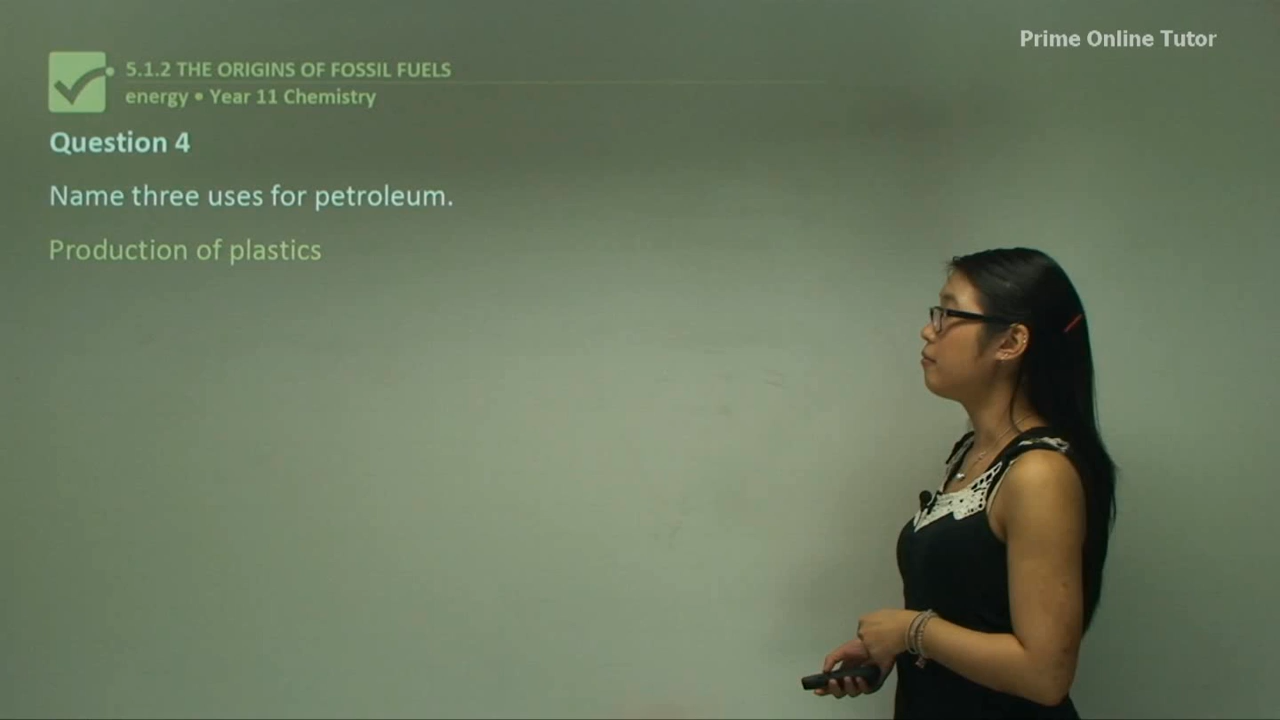 Prime Online Tutor
5.1.2 THE ORIGINS OF FOSSIL FUELS
energy • Year 11 Chemistry
Question 4
Name three uses for petroleum.
Production of plastics